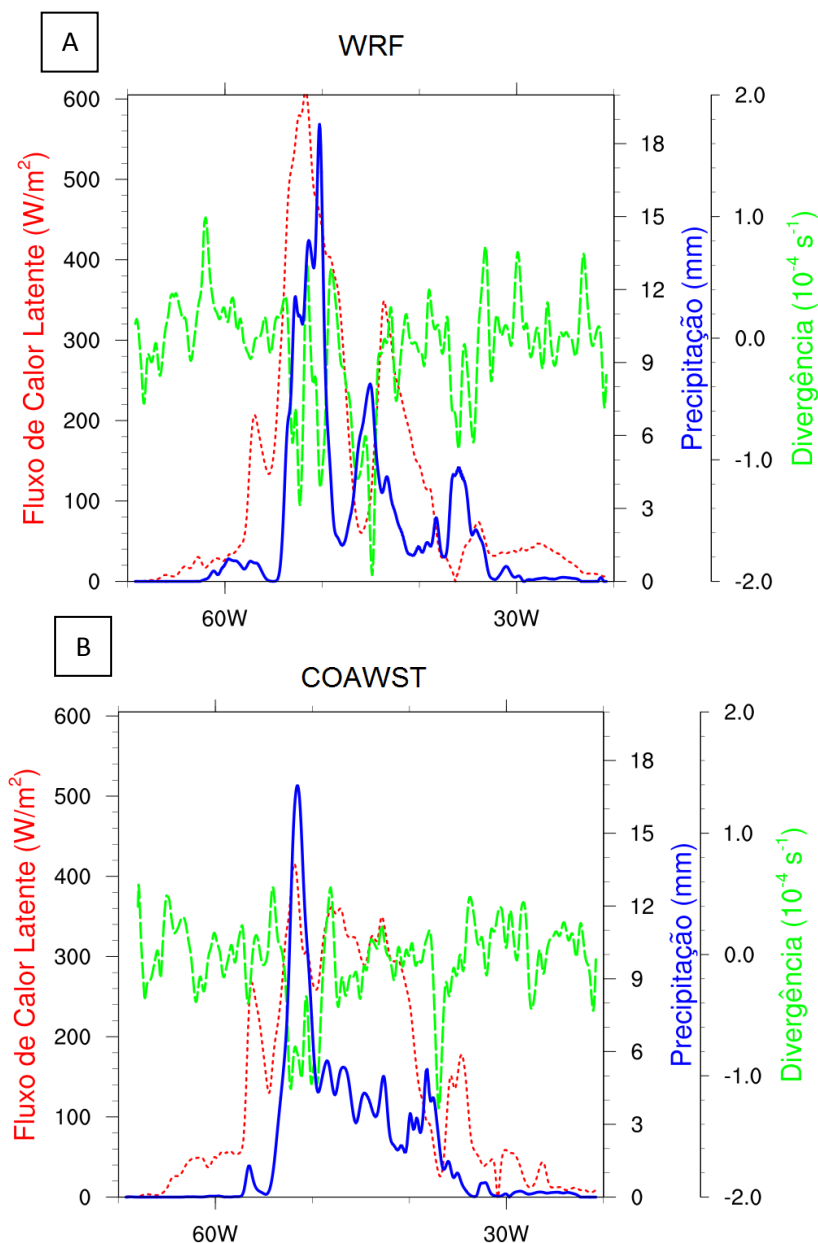 A
WRF
Fluxo de Calor Latente (W/m²)
600
500
400
300
200
100
0
60W
30W
18
15
12
9
6
3
0
Precipitação (mm)
2.0
1.0
0.0
-1.0
-2.0
Divergência (10⁻⁴ s⁻¹)
B
COAWST
Fluxo de Calor Latente (W/m²)
600
500
400
300
200
100
0
60W
30W
18
15
12
9
6
3
0
Precipitação (mm)
2.0
1.0
0.0
-1.0
-2.0
Divergência (10⁻⁴ s⁻¹)